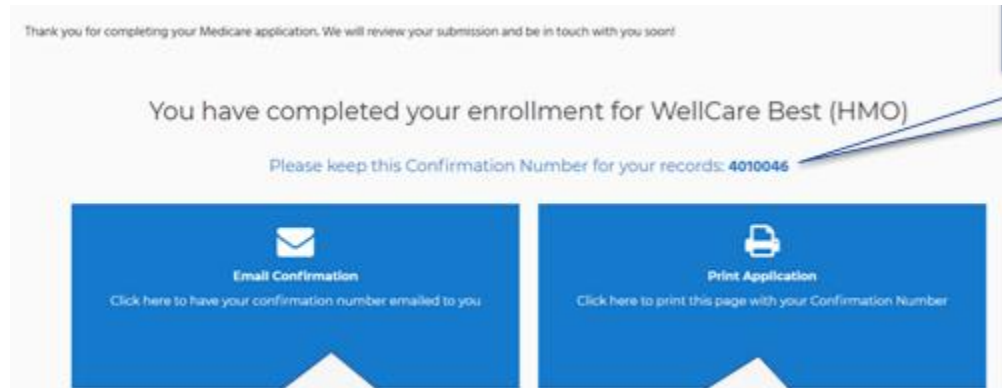 Thank you for completing your Medicare application. We will review your submission and be in touch with you soon!
You have completed your enrollment for WellCare Best (HMO)
Please keep this Confirmation Number for your records: 4010046
Email Confirmation
Click here to have your confirmation number emailed to you
Print Application
Click here to print this page with your Confirmation Number